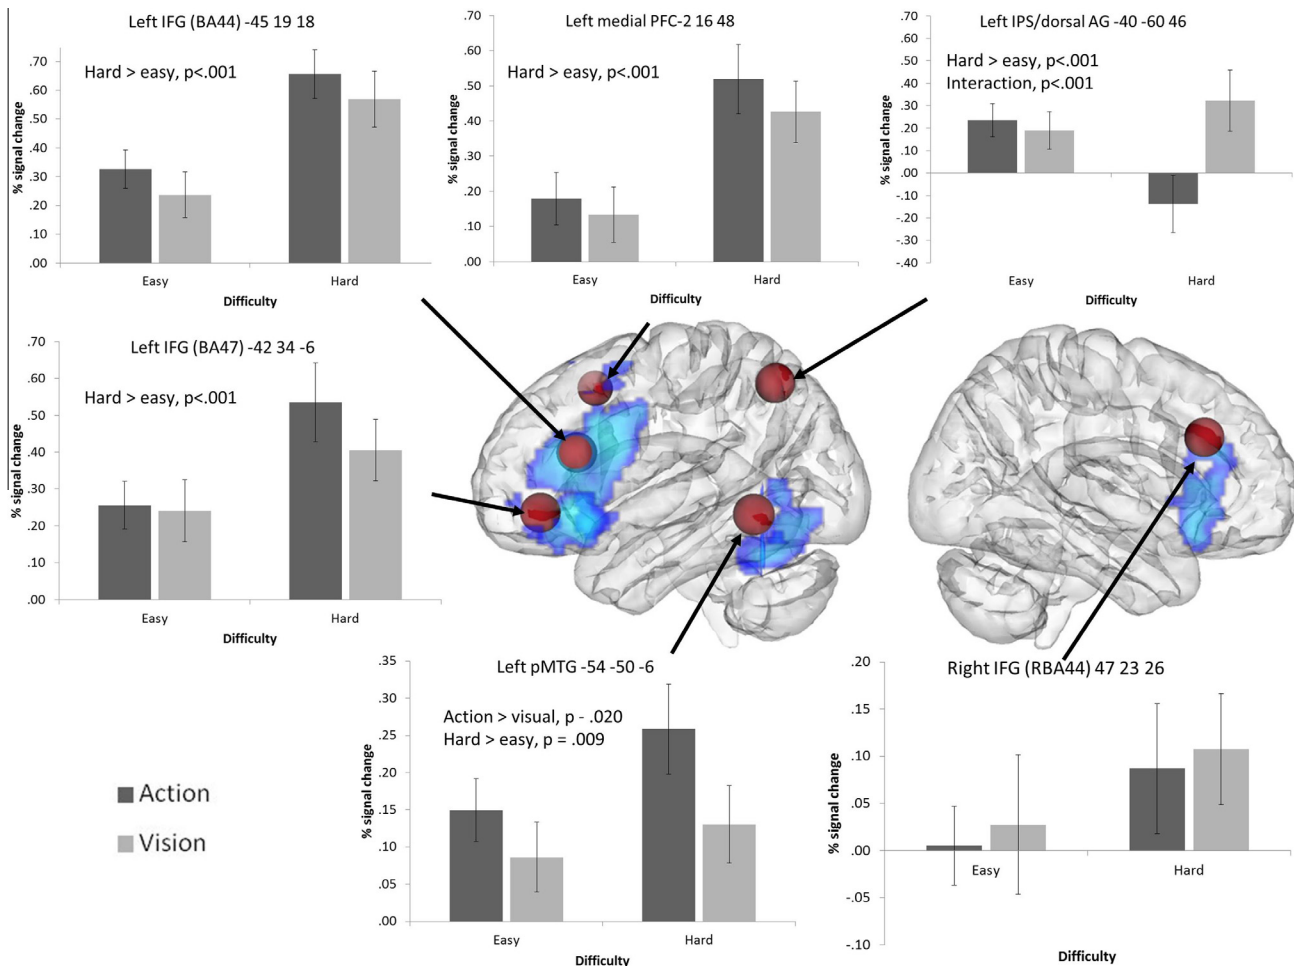 Left IFG (BA44) -45 19 18
Hard > easy, p<.001
% signal change
.70
.60
.50
.40
.30
.20
.10
.00
Easy
Hard
Difficulty
Left medial PFC-2 16 48
Hard > easy, p<.001
% signal change
.70
.60
.50
.40
.30
.20
.10
.00
Easy
Hard
Difficulty
Left IPS/dorsal AG -40 -60 46
Hard > easy, p<.001
Interaction, p<.001
% signal change
.70
.60
.50
.40
.30
.20
.10
.00
-.10
-.20
-.30
-.40
Easy
Hard
Difficulty
Left IFG (BA47) -42 34 -6
Hard > easy, p<.001
% signal change
.70
.60
.50
.40
.30
.20
.10
.00
Easy
Hard
Difficulty
Left pMTG -54 -50 -6
Action > visual, p - .020
Hard > easy, p = .009
% signal change
.35
.30
.25
.20
.15
.10
.05
.00
Easy
Hard
Difficulty
Right IFG (RBA44) 47 23 26
% signal change
.20
.15
.10
.05
.00
-.05
-.10
Easy
Hard
Difficulty
Action
Vision